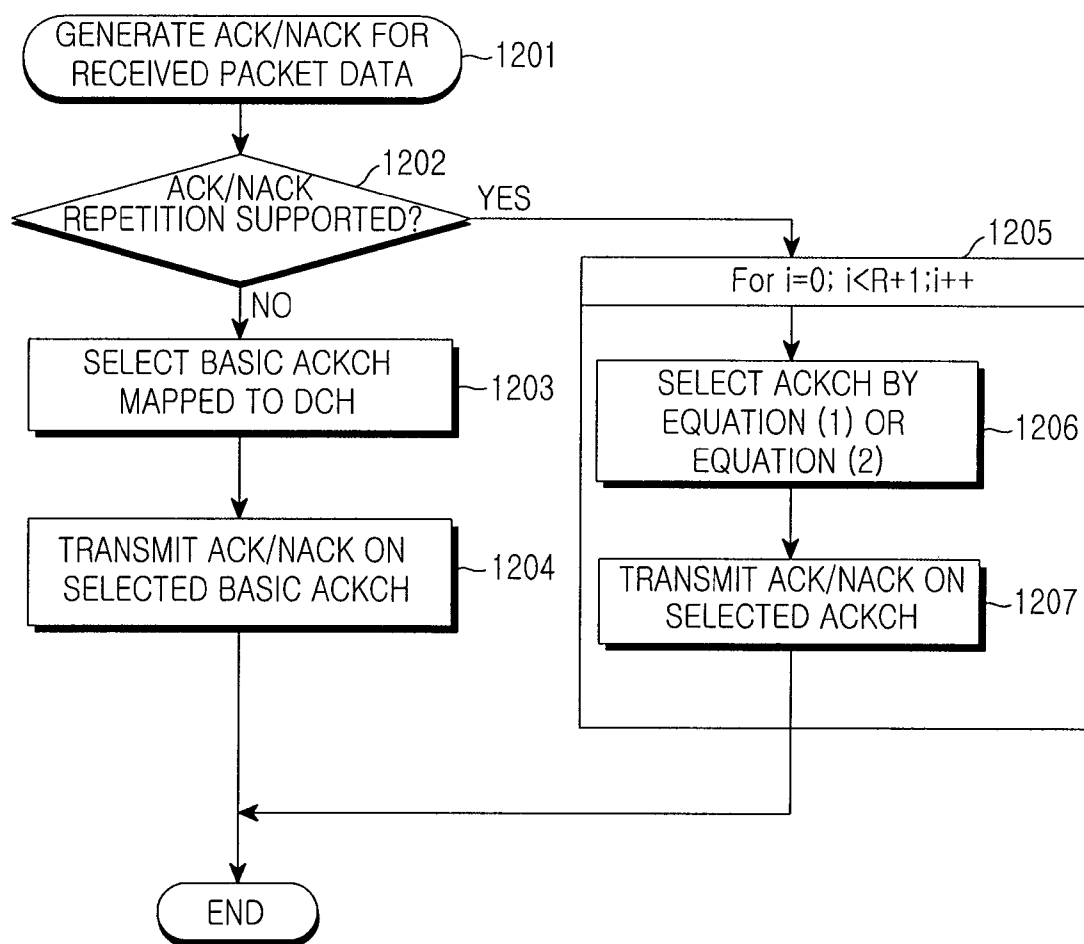 GENERATE ACK/NACK FOR
RECEIVED PACKET DATA
1201
1202
ACK/NACK
REPETITION SUPPORTED?
YES
NO
1205
For i=0; i<R+1;i++
SELECT BASIC ACKCH
MAPPED TO DCH
1203
SELECT ACKCH BY
EQUATION (1) OR
EQUATION (2)
1206
TRANSMIT ACK/NACK ON
SELECTED BASIC ACKCH
1204
TRANSMIT ACK/NACK ON
SELECTED ACKCH
1207
END